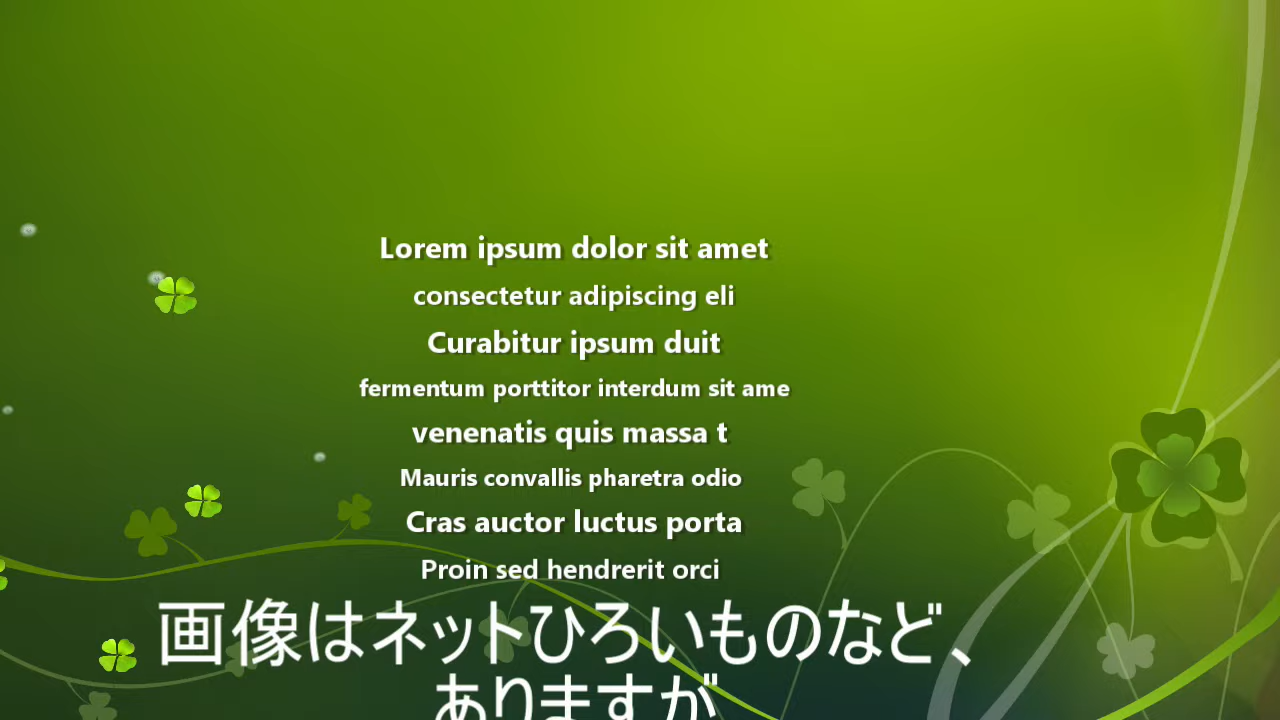 Lorem ipsum dolor sit amet
consectetur adipiscing eli
Curabitur ipsum duit
fermentum porttitor interdum sit ame
venenatis quis massa t
Mauris convallis pharetra odio
Cras auctor luctus porta
Proin sed hendrerit orci
画像はネットひろいものなど、
ありますが